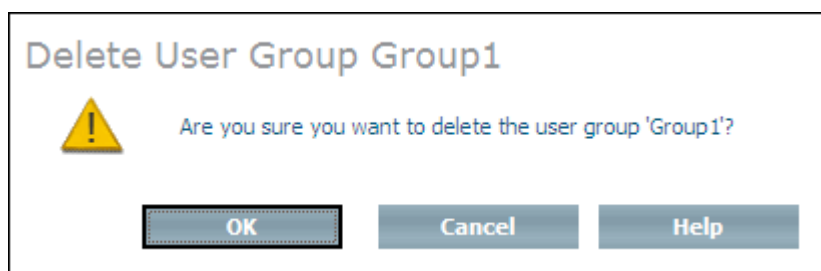 Delete User Group Group1
Are you sure you want to delete the user group 'Group1'?
OK Cancel Help